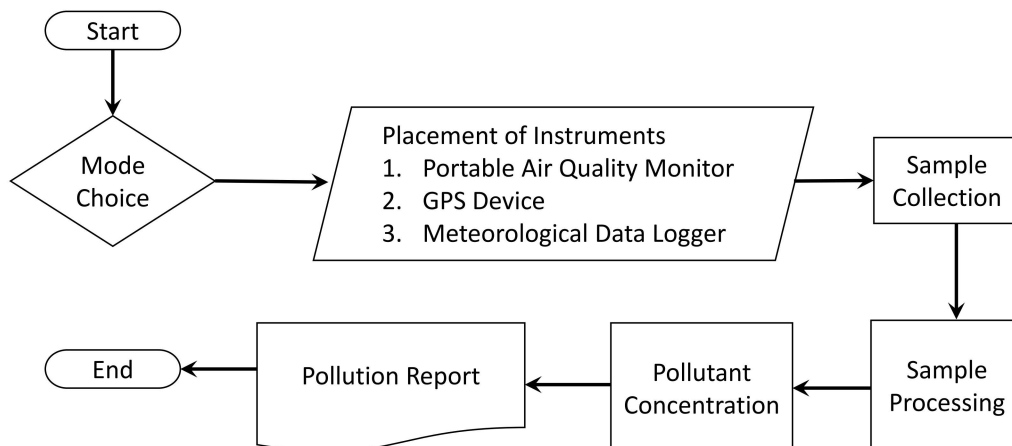 Start
Mode
Choice
Placement of Instruments
1. Portable Air Quality Monitor
2. GPS Device
3. Meteorological Data Logger
Sample
Collection
Sample
Processing
Pollutant
Concentration
Pollution Report
End